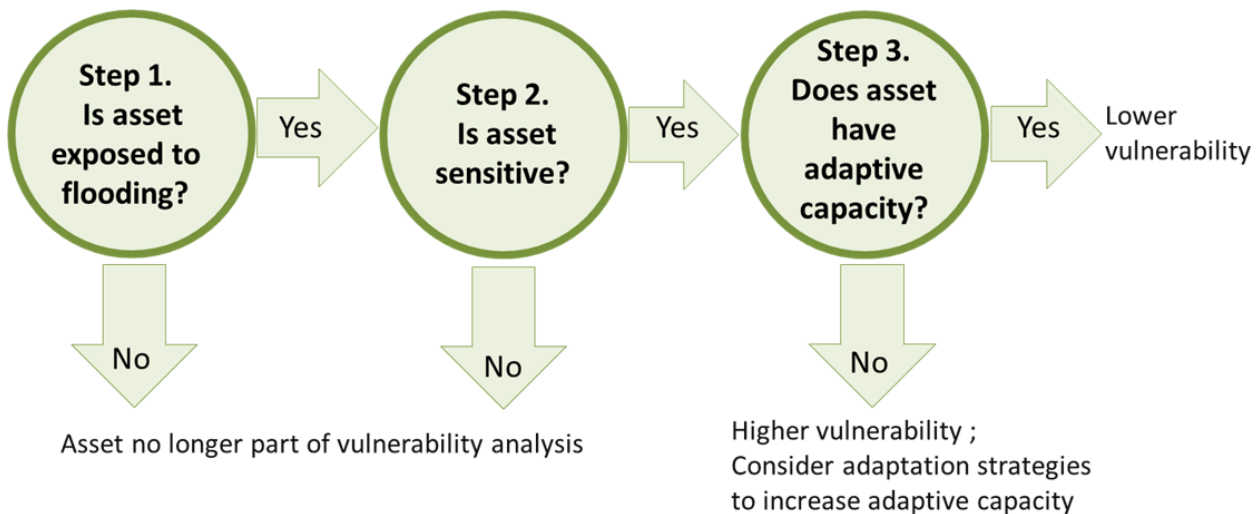 Step 1.
Is asset
exposed to
flooding?
Yes
No
Step 2.
Is asset
sensitive?
Yes
No
Step 3.
Does asset
have
adaptive
capacity?
Yes
Lower
vulnerability
No
Asset no longer part of vulnerability analysis
Higher vulnerability ;
Consider adaptation strategies
to increase adaptive capacity